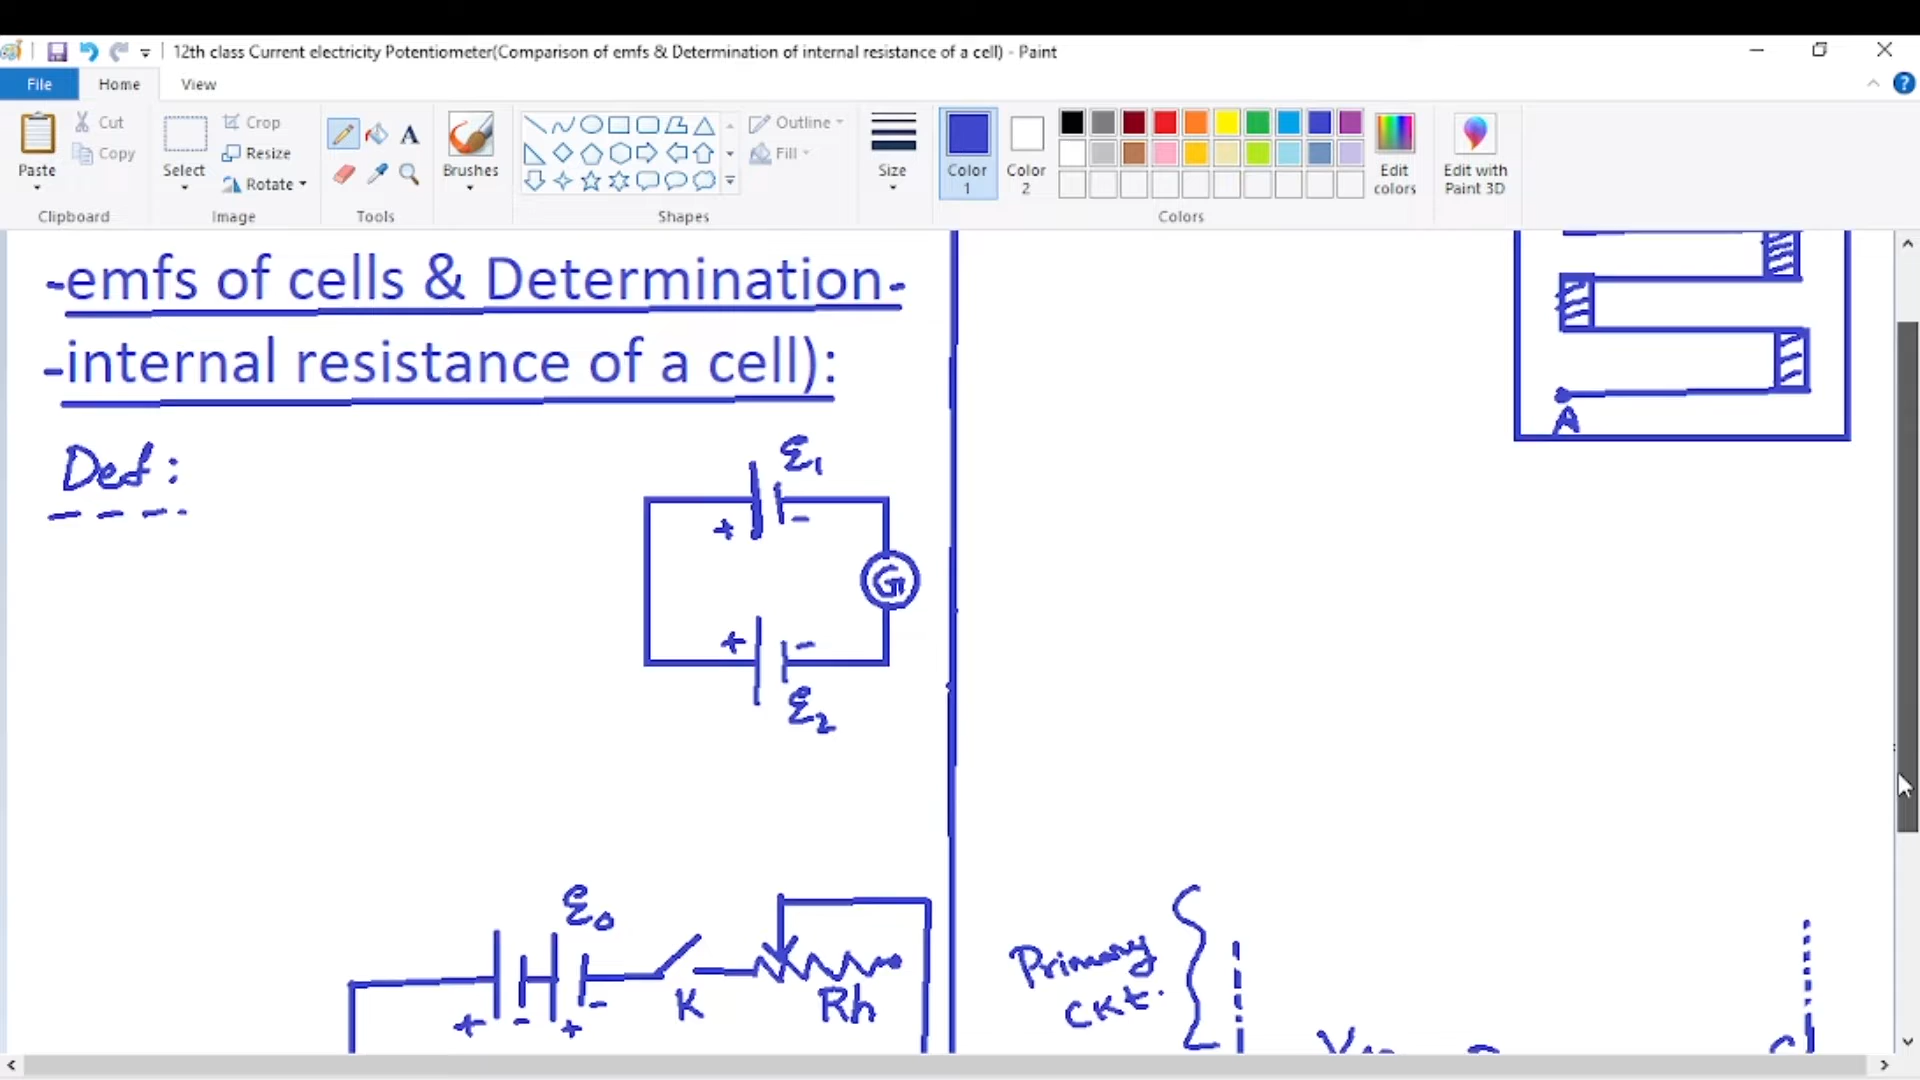 12th class Current electricity Potentiometer(Comparison of emfs & Determination of internal resistance of a cell) - Paint
File Home View
Paste
Cut
Copy
Clipboard
Select
Crop
Resize
Rotate
Image
A
Tools
Brushes
Shapes
Outline
Fill
Size
Color 1
Color 2
Colors
Edit colors
Edit with Paint 3D
-emfs of cells & Determination-
-internal resistance of a cell):
Def:
ε1
+ -
G
+ -
ε2
A
ε0
+ - + -
K
Rh
Primary
CKt.